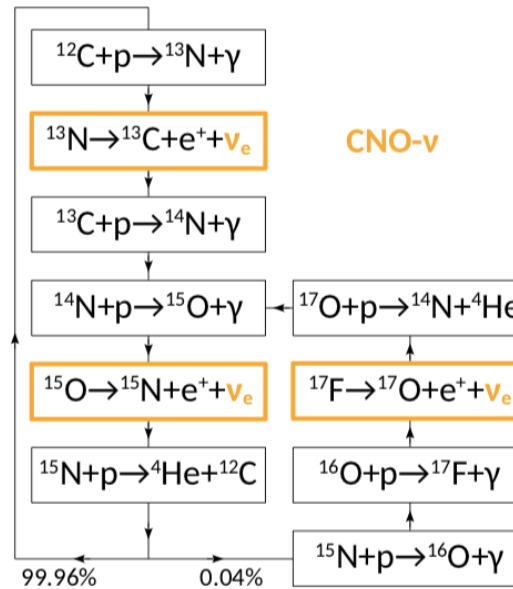 ¹²C+p→¹³N+γ
¹³N→¹³C+e⁺+νₑ
CNO-ν
¹³C+p→¹⁴N+γ
¹⁴N+p→¹⁵O+γ
¹⁷O+p→¹⁴N+⁴He
¹⁵O→¹⁵N+e⁺+νₑ
¹⁷F→¹⁷O+e⁺+νₑ
¹⁵N+p→⁴He+¹²C
¹⁶O+p→¹⁷F+γ
¹⁵N+p→¹⁶O+γ
99.96%
0.04%